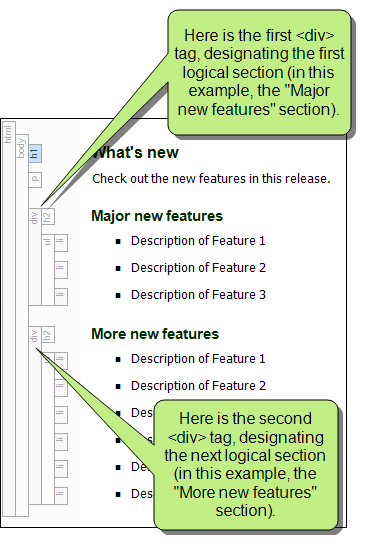 Here is the first <div>
tag, designating the first
logical section (in this
example, the "Major
new features" section).
html
body
h1
What's new
p
Check out the new features in this release.
div
h2
Major new features
ul
li
Description of Feature 1
li
Description of Feature 2
li
Description of Feature 3
div
h2
More new features
li
Description of Feature 1
li
Description of Feature 2
li
Des
li
Des
li
Des
li
Des
Here is the second
<div> tag, designating
the next logical section
(in this example, the
"More new features"
section).